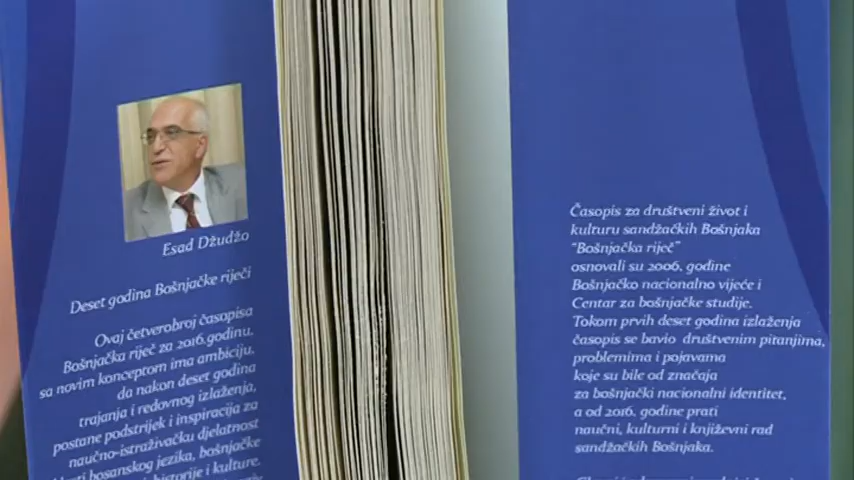 Esad Džudžo
Deset godina Bošnjačke riječi
Ovaj četverobroj časopisa
Bošnjačka riječ za 2016.godinu,
sa novim konceptom ima ambiciju,
da nakon deset godina
trajanja i redovnog izlaženja,
postane podstrijek i inspiracija za
naučno-istraživačku djelatnost
bosanskog jezika, bošnjačke
historije i kulture.
Časopis za društveni život i
kulturu sandžačkih Bošnjaka
"Bošnjačka riječ"
osnovali su 2006. godine
Bošnjačko nacionalno vijeće i
Centar za bošnjačke studije.
Tokom prvih deset godina izlaženja
časopis se bavio društvenim pitanjima,
problemima i pojavama
koje su bile od značaja
za bošnjački nacionalni identitet,
a od 2016. godine prati
naučni, kulturni i književni rad
sandžačkih Bošnjaka.